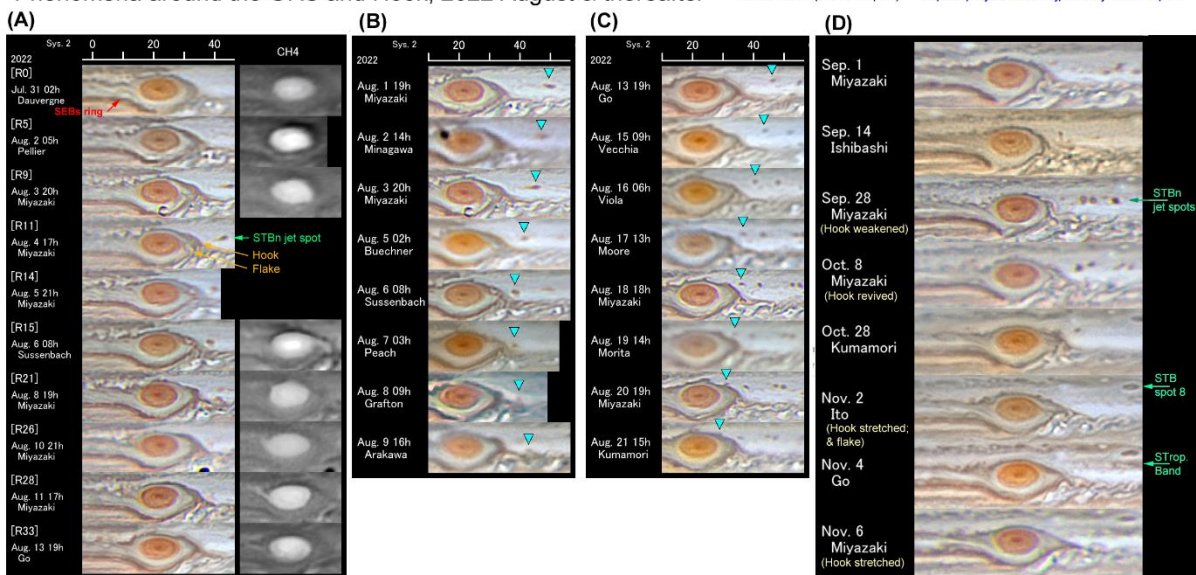 Phenomena around the GRS and Hook, 2022 August & thereafter
(A)
Sys. 2 0 20 40 CH4
2022
[R0]
Jul. 31 02h
Dauvergne
SEBs ring
[R5]
Aug. 2 05h
Pellier
[R9]
Aug. 3 20h
Miyazaki
[R11]
Aug. 4 17h
Miyazaki
STBn jet spot
Hook
Flake
[R14]
Aug. 5 21h
Miyazaki
[R15]
Aug. 6 08h
Sussenbach
[R21]
Aug. 8 19h
Miyazaki
[R26]
Aug. 10 21h
Miyazaki
[R28]
Aug. 11 17h
Miyazaki
[R33]
Aug. 13 19h
Go
(B)
Sys. 2 20 40
2022
Aug. 1 19h
Miyazaki
Aug. 2 14h
Minagawa
Aug. 3 20h
Miyazaki
Aug. 5 02h
Buechner
Aug. 6 08h
Sussenbach
Aug. 7 03h
Peach
Aug. 8 09h
Grafton
Aug. 9 16h
Arakawa
(C)
Sys. 2 20 40
2022
Aug. 13 19h
Go
Aug. 15 09h
Vecchia
Aug. 16 06h
Viola
Aug. 17 13h
Moore
Aug. 18 18h
Miyazaki
Aug. 19 14h
Morita
Aug. 20 19h
Miyazaki
Aug. 21 15h
Kumamori
(D)
Sep. 1
Miyazaki
Sep. 14
Ishibashi
Sep. 28
Miyazaki
(Hook weakened)
STBn
jet spots
Oct. 8
Miyazaki
(Hook revived)
Oct. 28
Kumamori
STB
spot 8
Nov. 2
Ito
(Hook stretched;
& flake)
Nov. 4
Go
STrop.
Band
Nov. 6
Miyazaki
(Hook stretched)